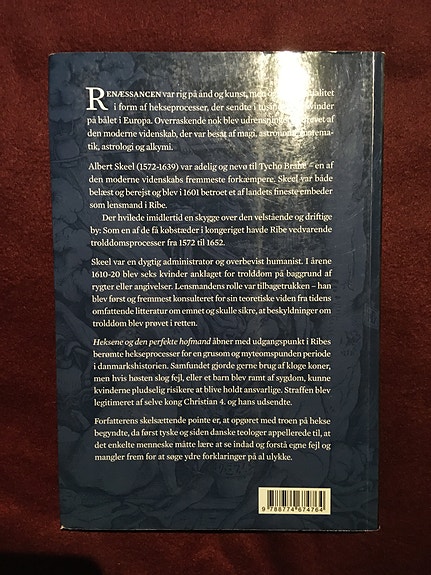 RENÆSSANCEN var rig på ånd og kunst, men
i form af hekseprocesser, der sendte i kvinder
på bålet i Europa. Overraskende nok blev udrensningen af
den moderne videnskab, der var besat af magi, astronomi, matema-
tik, astrologi og alkymi.
Albert Skeel (1572-1639) var adelig og nevø til Tycho Brahe – en af
den moderne videnskabs fremmeste forkæmpere. Skeel var både
belæst og berejst og blev i 1601 betroet et af landets fineste embeder
som lensmand i Ribe.
Der hvilede imidlertid en skygge over den velstående og driftige
by: Som en af de få købstæder i kongeriget havde Ribe vedvarende
trolddomsprocesser fra 1572 til 1652.
Skeel var en dygtig administrator og overbevist humanist. I årene
1610-20 blev seks kvinder anklaget for trolddom på baggrund af
rygter eller angivelser. Lensmandens rolle var tilbagetrukken – han
blev først og fremmest konsulteret for sin teoretiske viden fra tidens
omfattende litteratur om emnet og skulle sikre, at beskyldninger om
trolddom blev prøvet i retten.
Heksene og den perfekte hofmand åbner med udgangspunkt i Ribes
berømte hekseprocesser for en grusom og myteomspunden periode
i danmarkshistorien. Samfundet gjorde gerne brug af kloge koner,
men hvis høsten slog fejl, eller et barn blev ramt af sygdom, kunne
kvinderne pludselig risikere at blive holdt ansvarlige. Straffen blev
legitimeret af selve kong Christian 4. og hans udsendte.
Forfatterens skelsættende pointe er, at opgøret med troen på hekse
begyndte, da først tyske og siden danske teologer appellerede til, at
det enkelte menneske måtte lære at se indad og forstå egne fejl og
mangler frem for at søge ydre forklaringer på al ulykke.
9 788774 674764